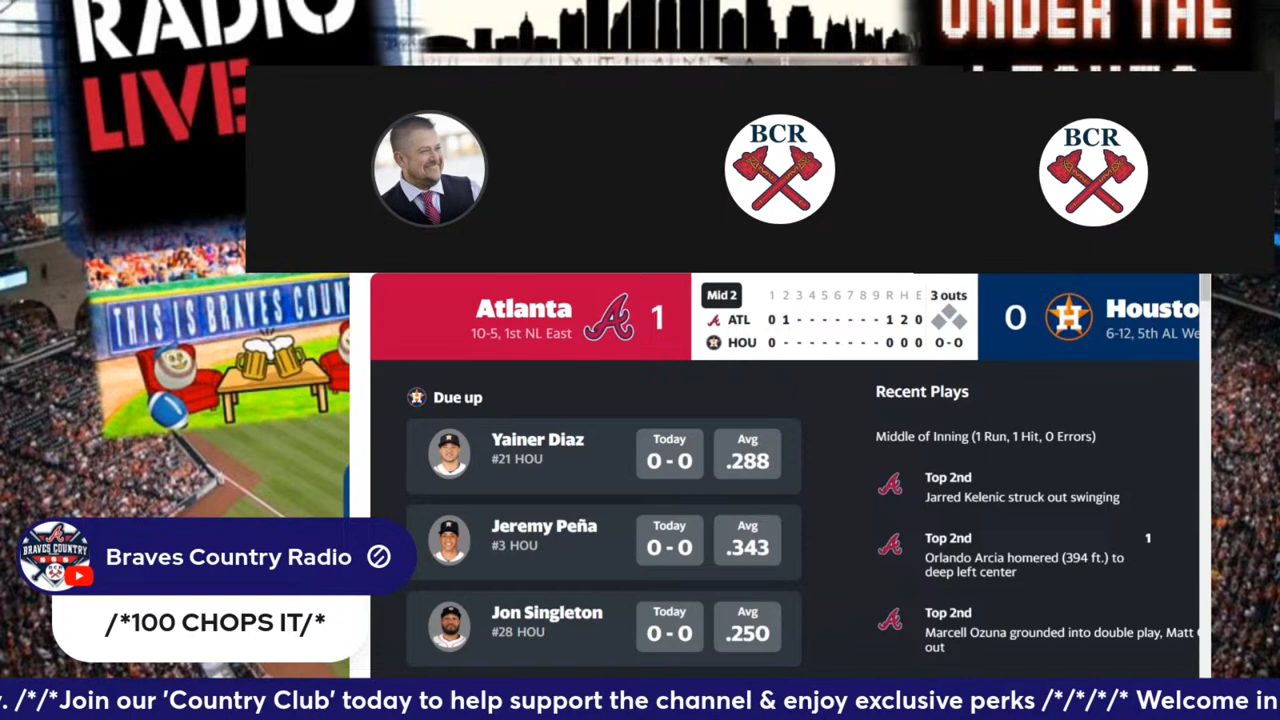 RADIO
LIVE
UNDER THE
BCR
BCR
THIS IS BRAVES COUN
Atlanta
10-5, 1st NL East
1
Mid 2
1 2 3 4 5 6 7 8 9 R H E
ATL 0 1 - - - - - - - 1 2 0
HOU 0 - - - - - - - - 0 0 0
3 outs
0-0
0
Housto
6-12, 5th AL We
Due up
Yainer Diaz
#21 HOU
Today
0-0
Avg
.288
Jeremy Peña
#3 HOU
Today
0-0
Avg
.343
Jon Singleton
#28 HOU
Today
0-0
Avg
.250
Recent Plays
Middle of Inning (1 Run, 1 Hit, 0 Errors)
Top 2nd
Jarred Kelenic struck out swinging
Top 2nd
1
Orlando Arcia homered (394 ft.) to
deep left center
Top 2nd
Marcell Ozuna grounded into double play, Matt
out
BRAVES COUNTRY
Braves Country Radio
/*100 CHOPS IT/*
. /*/*Join our 'Country Club' today to help support the channel & enjoy exclusive perks /*/*/*/* Welcome in